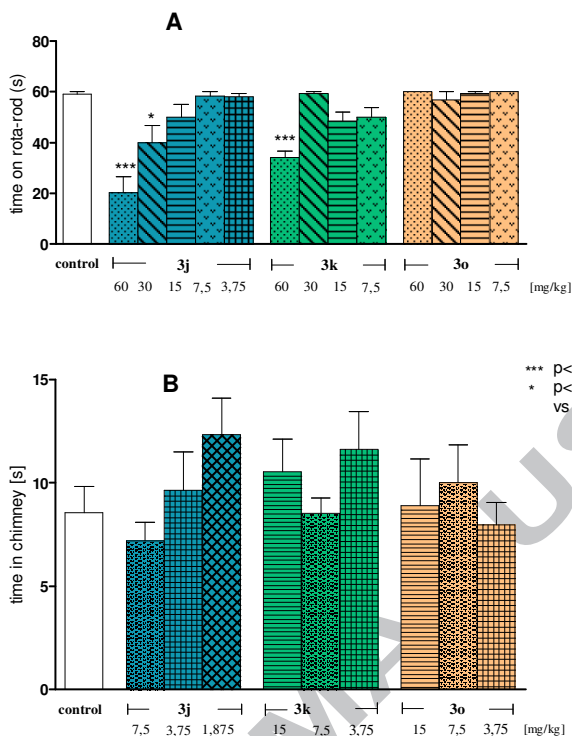 A
time on rota-rod (s)
80
60
40
20
0
***
*
***
control
3j
3k
3o
60 30 15 7,5 3,75 60 30 15 7,5 60 30 15 7,5 [mg/kg]
B
*** p<
* p<
vs
time in chimney [s]
15
10
5
0
control
3j
3k
3o
7,5 3,75 1,875 15 7,5 3,75 15 7,5 3,75 [mg/kg]